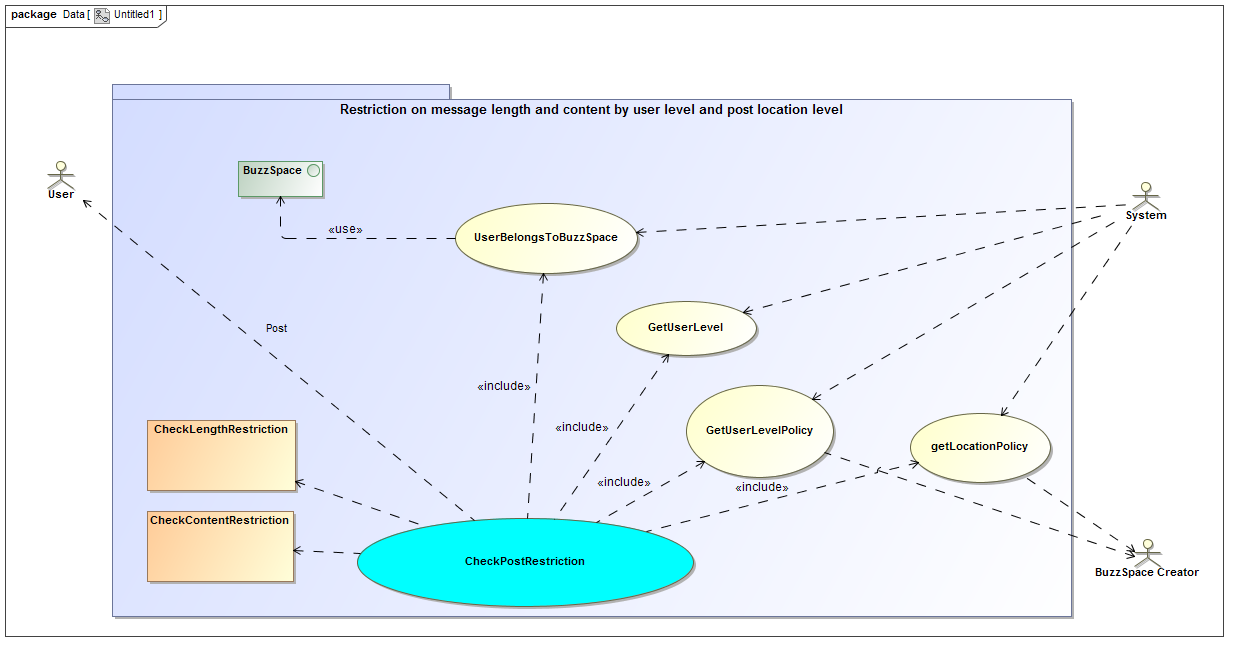 package Data [ Untitled1 ]
Restriction on message length and content by user level and post location level
BuzzSpace
User
System
«use»
UserBelongsToBuzzSpace
Post
GetUserLevel
«include»
«include»
CheckLengthRestriction
GetUserLevelPolicy
getLocationPolicy
«include»
«include»
CheckContentRestriction
CheckPostRestriction
BuzzSpace Creator